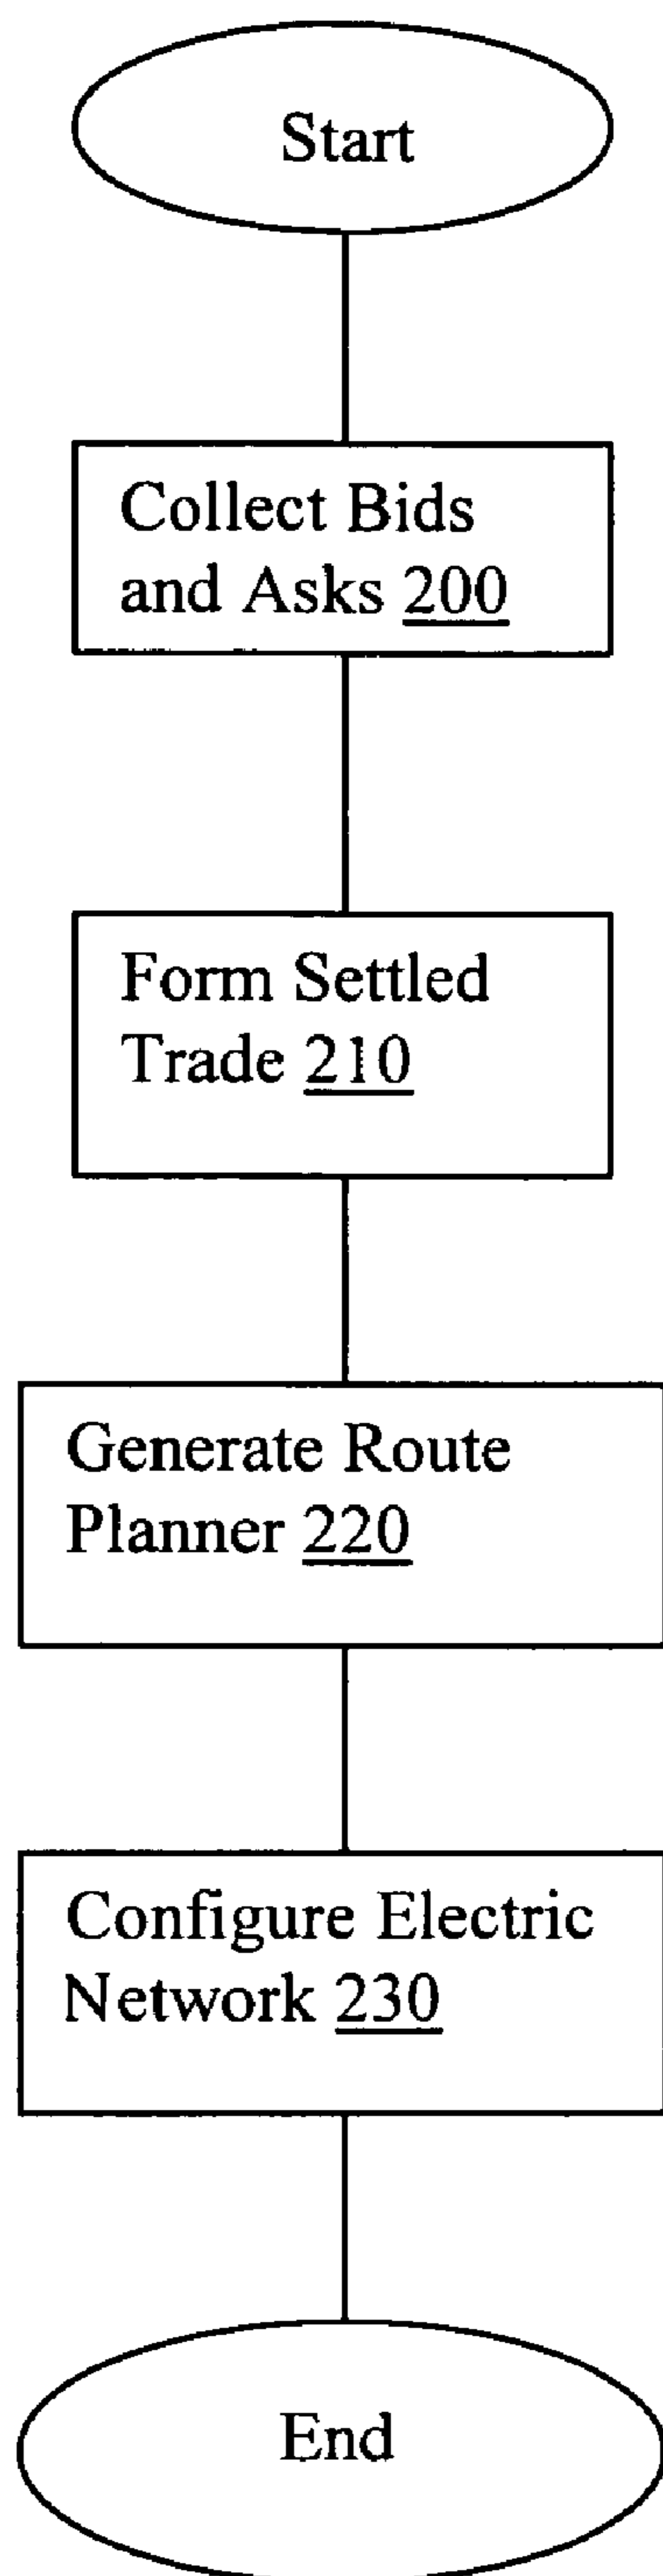 Start
Collect Bids
and Asks 200
Form Settled
Trade 210
Generate Route
Planner 220
Configure Electric
Network 230
End